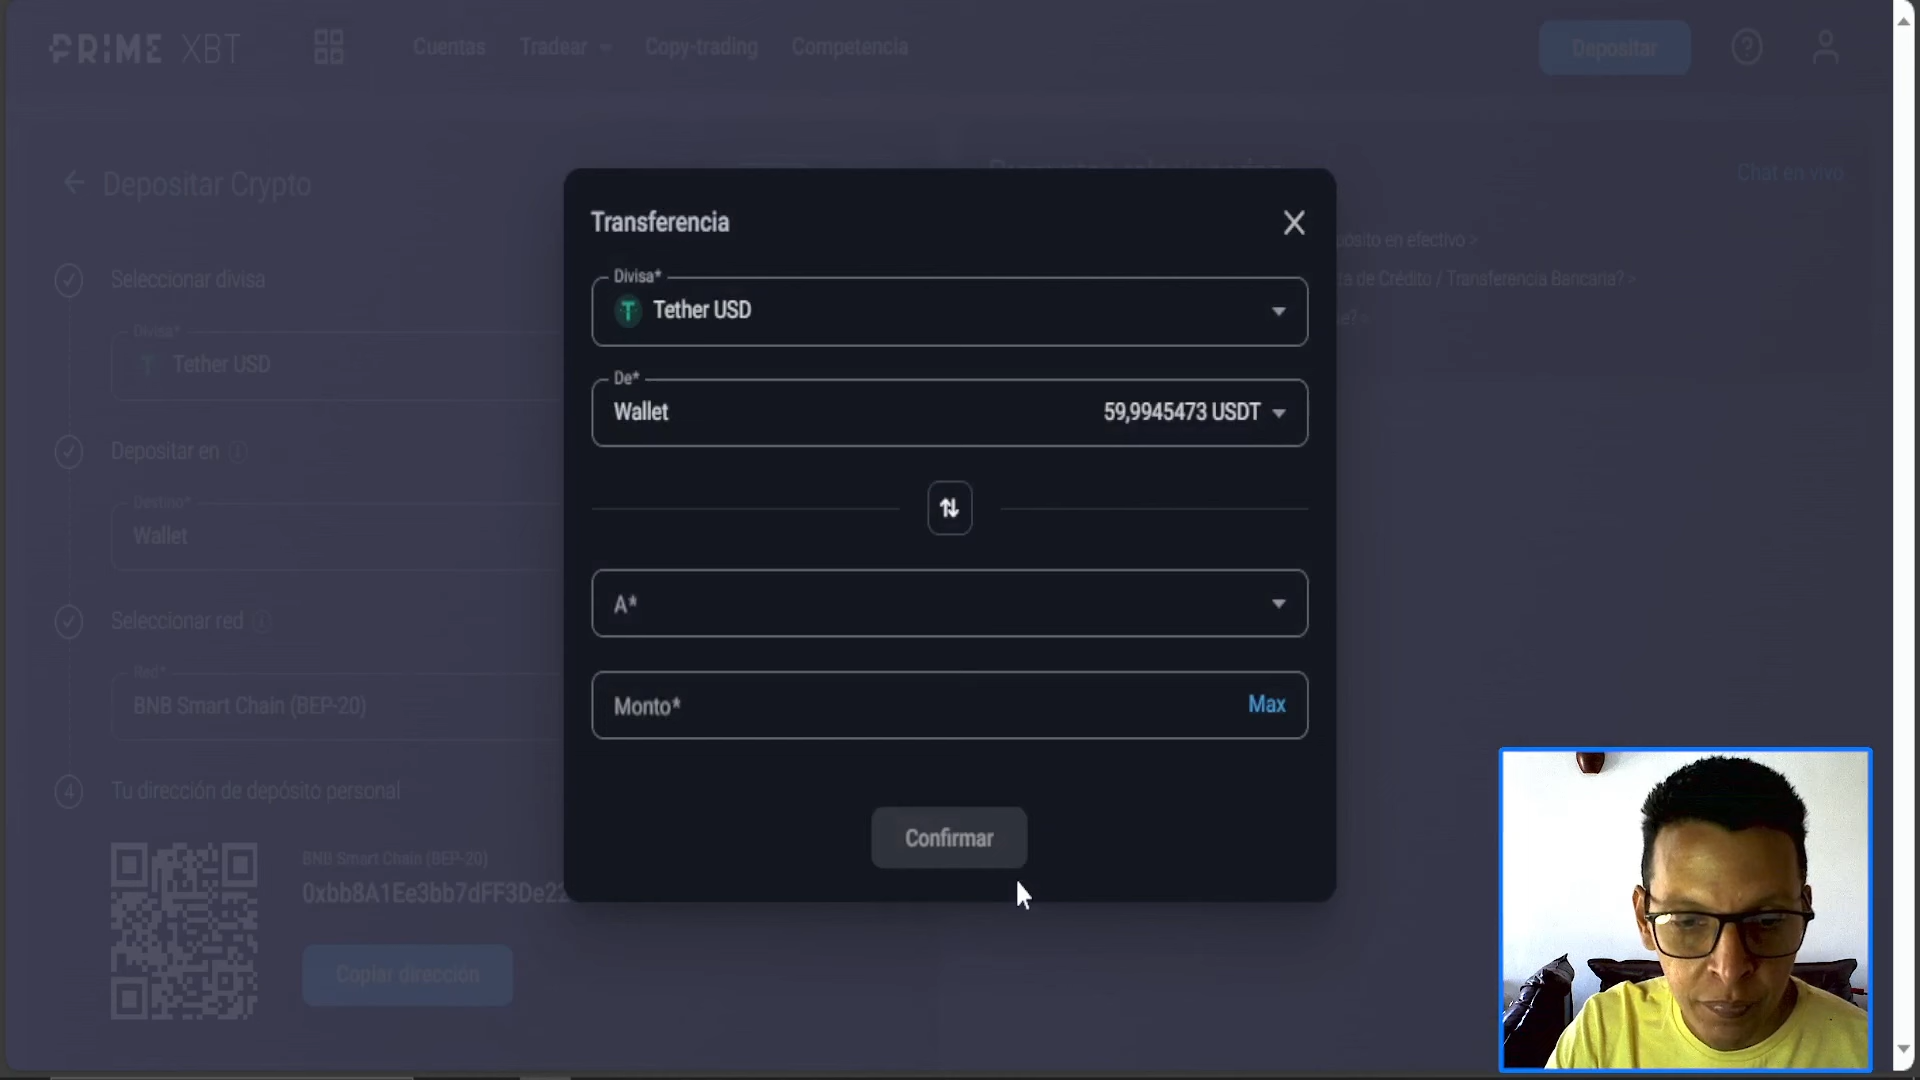 PRIME XBT
Cuentas
Tradear
Copy-trading
Competencia
Depositar
Depositar Crypto
Chat en vivo
Seleccionar divisa
Divisa*
Tether USD
Depositar en
Destino*
Wallet
Seleccionar red
Red*
BNB Smart Chain (BEP-20)
4
Tu dirección de depósito personal
BNB Smart Chain (BEP-20)
0xbb8A1Ee3bb7dFF3De22
Copiar dirección
en efectivo >
de Crédito / Transferencia Bancaria? >
Transferencia
Divisa*
Tether USD
De*
Wallet
59,9945473 USDT
A*
Monto*
Max
Confirmar